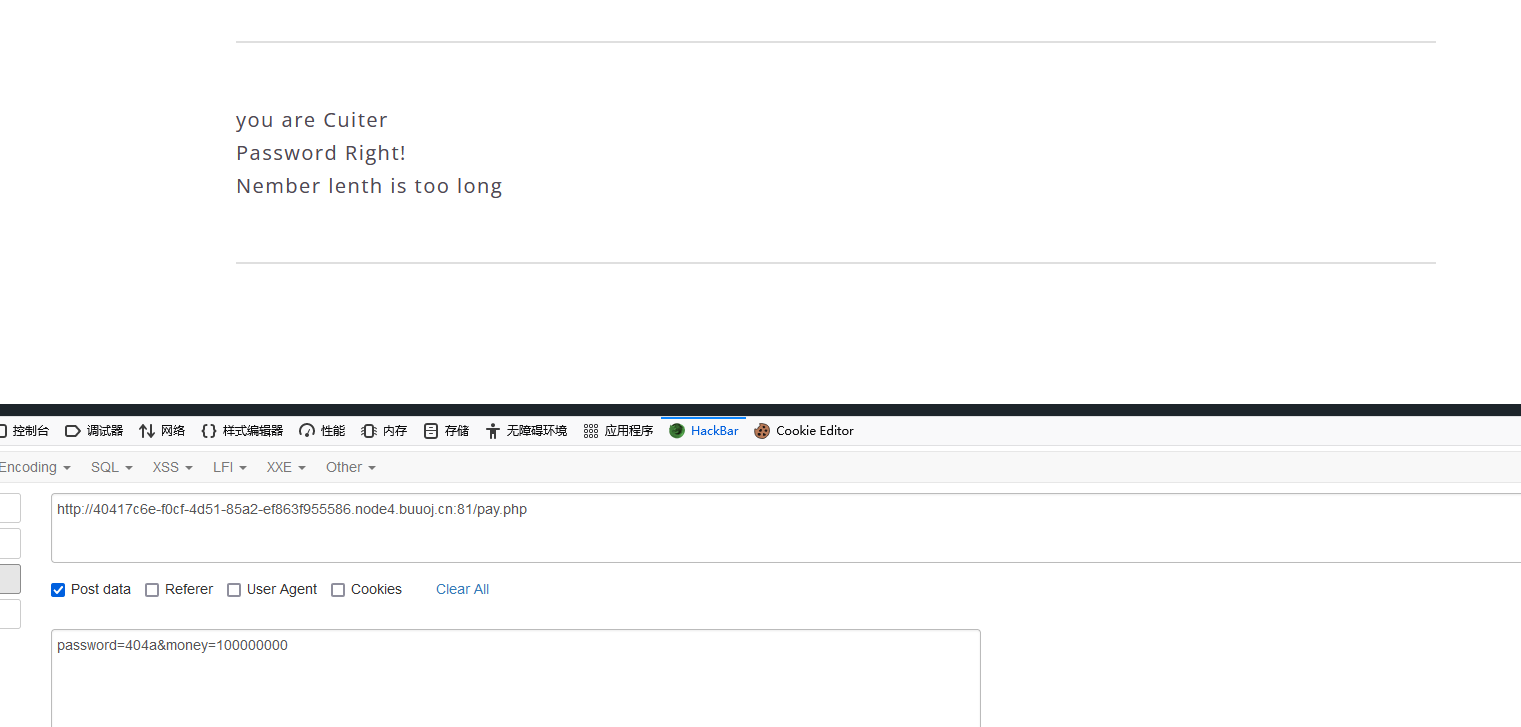 you are Cuiter
Password Right!
Nember lenth is too long
控制台 调试器 网络 样式编辑器 性能 内存 存储 无障碍环境 应用程序 HackBar Cookie Editor
Encoding SQL XSS LFI XXE Other
http://40417c6e-f0cf-4d51-85a2-ef863f955586.node4.buuoj.cn:81/pay.php
Post data Referer User Agent Cookies Clear All
password=404a&money=100000000